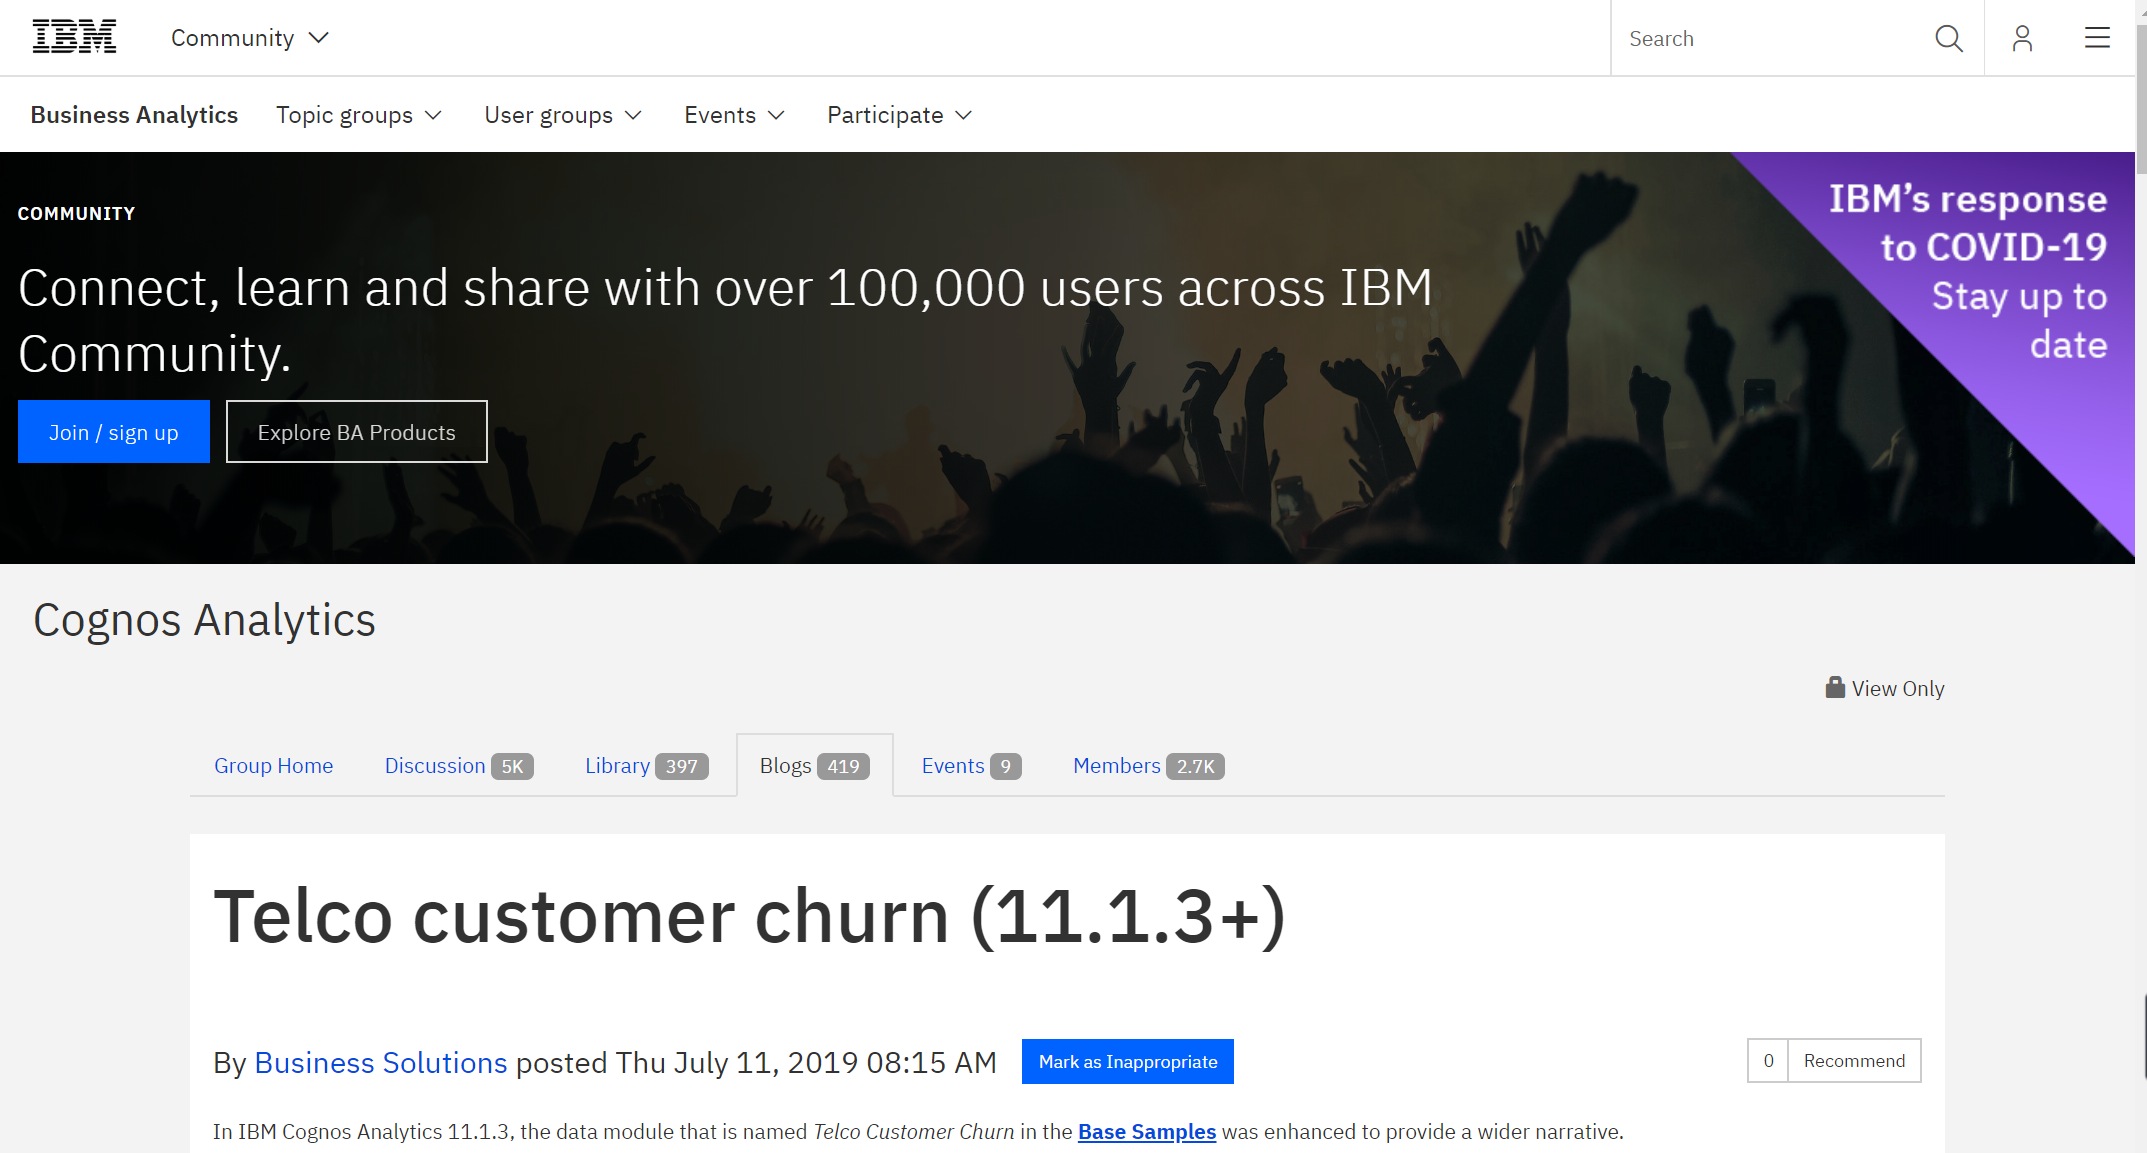 IBM
Community
Search
Business Analytics Topic groups User groups Events Participate
COMMUNITY
Connect, learn and share with over 100,000 users across IBM
Community.
Join / sign up Explore BA Products
IBM’s response
to COVID-19
Stay up to
date
Cognos Analytics
View Only
Group Home Discussion 5K Library 397 Blogs 419 Events 9 Members 2.7K
Telco customer churn (11.1.3+)
By Business Solutions posted Thu July 11, 2019 08:15 AM Mark as Inappropriate 0 Recommend
In IBM Cognos Analytics 11.1.3, the data module that is named Telco Customer Churn in the Base Samples was enhanced to provide a wider narrative.